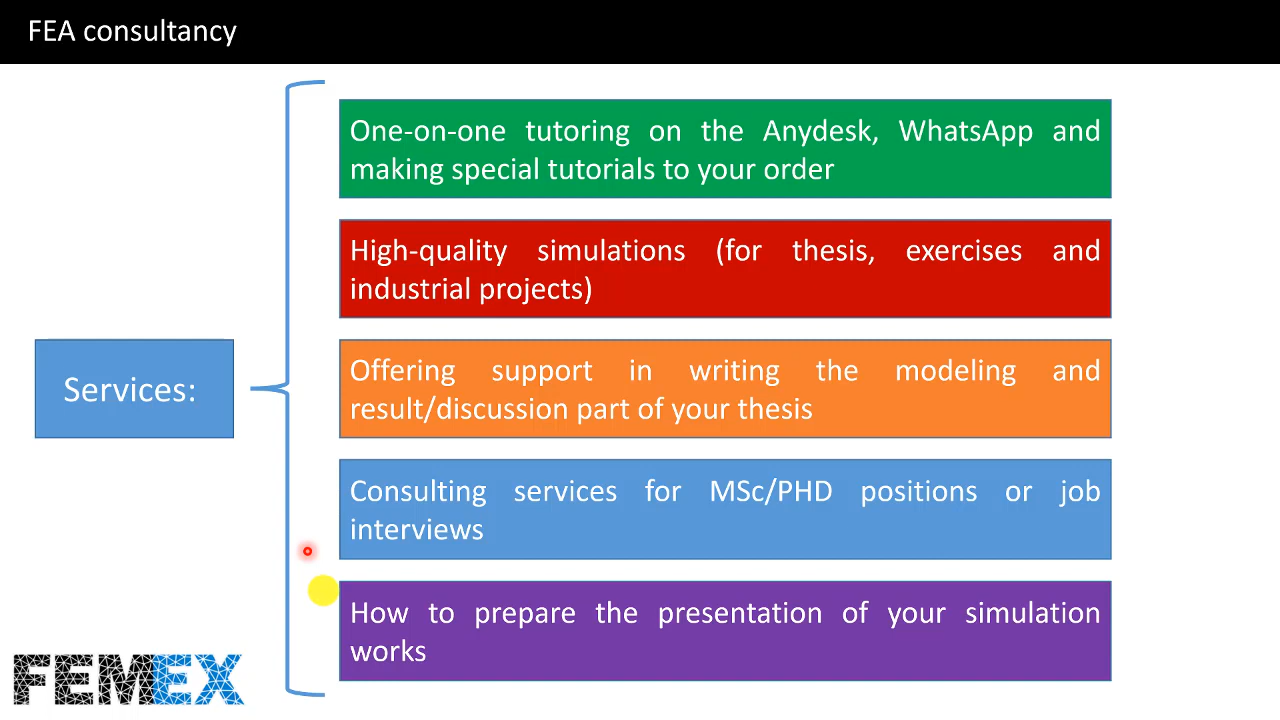 FEA consultancy
One-on-one tutoring on the Anydesk, WhatsApp and
making special tutorials to your order
High-quality simulations (for thesis, exercises and
industrial projects)
Services:
Offering support in writing the modeling and
result/discussion part of your thesis
Consulting services for MSc/PHD positions or job
interviews
How to prepare the presentation of your simulation
works
FEMEX